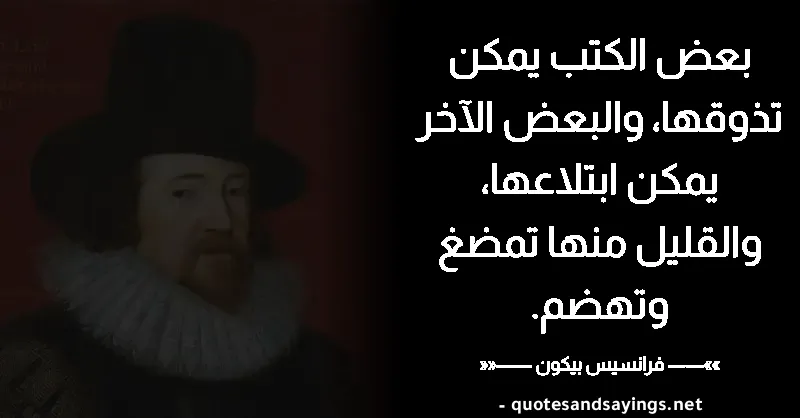 بعض الكتب يمكن
تذوقها، والبعض الآخر
يمكن ابتلاعها،
والقليل منها تمضغ
وتهضم.
»»—— فرانسيس بيكون ——««
- quotesandsayings.net